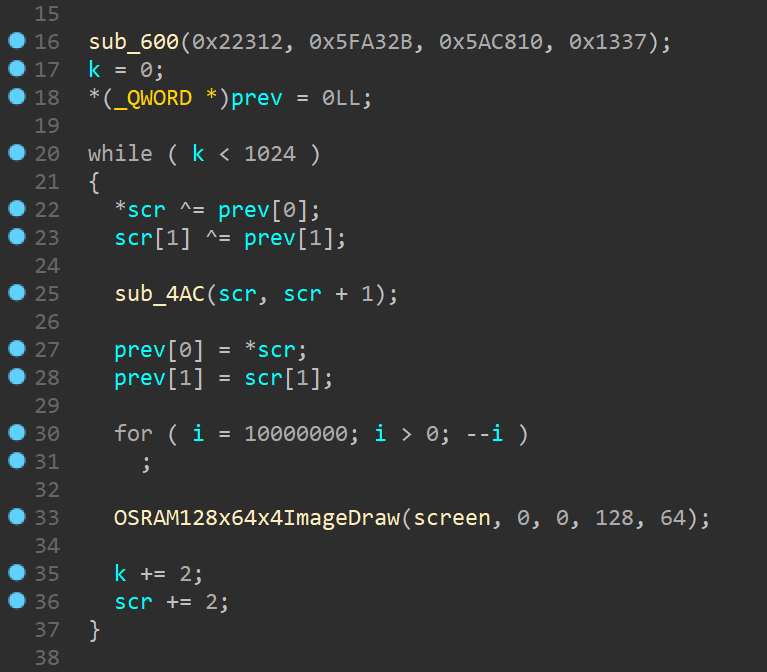 15
16 sub_600(0x22312, 0x5FA32B, 0x5AC810, 0x1337);
17 k = 0;
18 *(_QWORD *)prev = 0LL;
19
20 while ( k < 1024 )
21 {
22 *scr ^= prev[0];
23 scr[1] ^= prev[1];
24
25 sub_4AC(scr, scr + 1);
26
27 prev[0] = *scr;
28 prev[1] = scr[1];
29
30 for ( i = 10000000; i > 0; --i )
31 ;
32
33 OSRAM128x64x4ImageDraw(screen, 0, 0, 128, 64);
34
35 k += 2;
36 scr += 2;
37 }
38